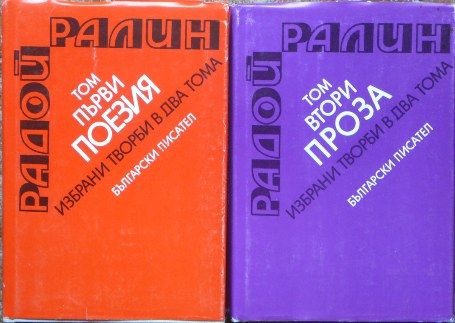 РАДОЙ
РАЛИН
ТОМ
ПЪРВИ
ПОЕЗИЯ
ИЗБРАНИ ТВОРБИ В ДВА ТОМА
БЪЛГАРСКИ ПИСАТЕЛ
РАДОЙ
РАЛИН
ТОМ
ВТОРИ
ПРОЗА
ИЗБРАНИ ТВОРБИ В ДВА ТОМА
БЪЛГАРСКИ ПИСАТЕЛ